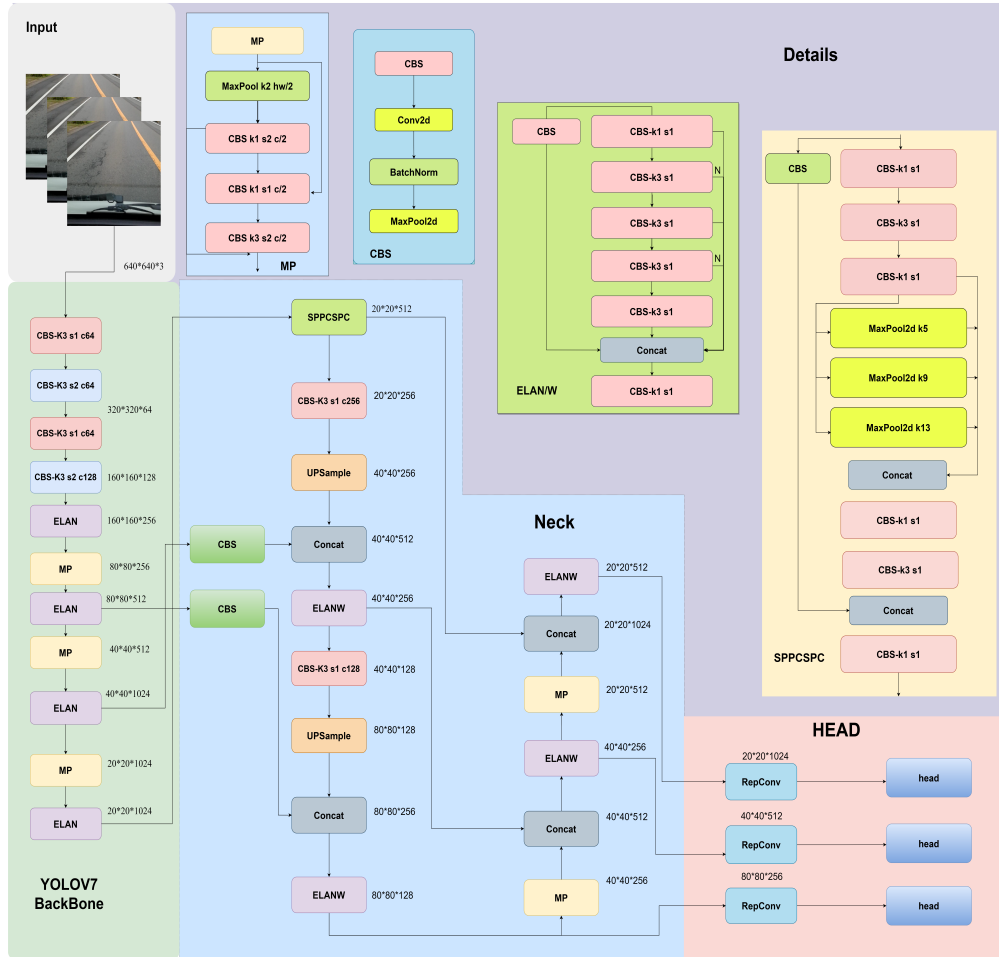 Input
640*640*3
MP
MaxPool k2 hw/2
CBS k1 s2 c/2
CBS k1 s1 c/2
CBS k3 s2 c/2
MP
CBS
Conv2d
BatchNorm
MaxPool2d
CBS
Details
CBS
CBS-k1 s1
CBS-k3 s1
N
CBS-k3 s1
CBS-k3 s1
N
CBS-k3 s1
Concat
ELAN/W
CBS-k1 s1
CBS
CBS-k1 s1
CBS-k3 s1
CBS-k1 s1
MaxPool2d k5
MaxPool2d k9
MaxPool2d k13
Concat
CBS-k1 s1
CBS-k3 s1
Concat
SPPCSPC
CBS-k1 s1
CBS-K3 s1 c64
CBS-K3 s2 c64
320*320*64
CBS-K3 s1 c64
CBS-K3 s2 c128
160*160*128
ELAN
160*160*256
MP
80*80*256
ELAN
80*80*512
MP
40*40*512
ELAN
40*40*1024
MP
20*20*1024
ELAN
20*20*1024
YOLOV7
BackBone
SPPCSPC
20*20*512
CBS-K3 s1 c256
20*20*256
UPSample
40*40*256
CBS
Concat
40*40*512
CBS
ELANW
40*40*256
CBS-K3 s1 c128
40*40*128
UPSample
80*80*128
Concat
80*80*256
ELANW
80*80*128
Neck
ELANW
20*20*512
Concat
20*20*1024
MP
20*20*512
ELANW
40*40*256
Concat
40*40*512
MP
40*40*256
HEAD
20*20*1024
RepConv
head
40*40*512
RepConv
head
80*80*256
RepConv
head